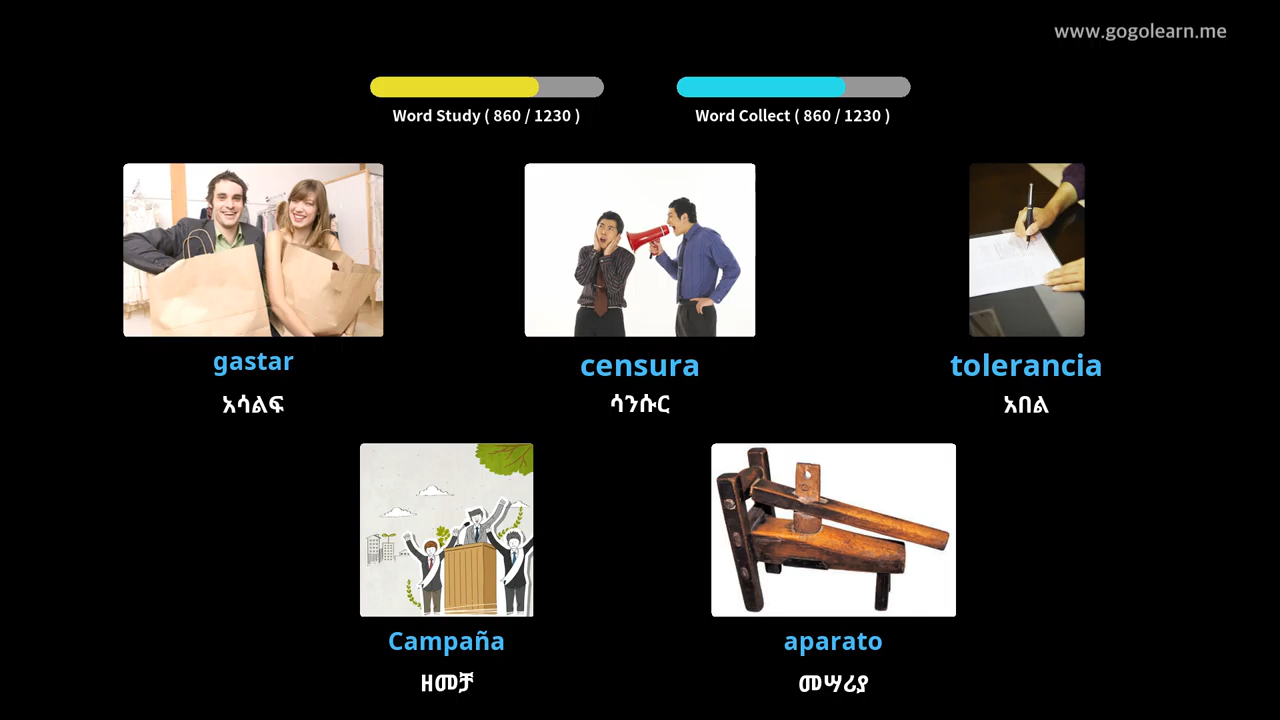 www.gogolearn.me
Word Study ( 860 / 1230 )
Word Collect ( 860 / 1230 )
gastar
censura
tolerancia
አሳልፍ
ሳንሱር
አበል
Campaña
aparato
ዘመቻ
መሣሪያ